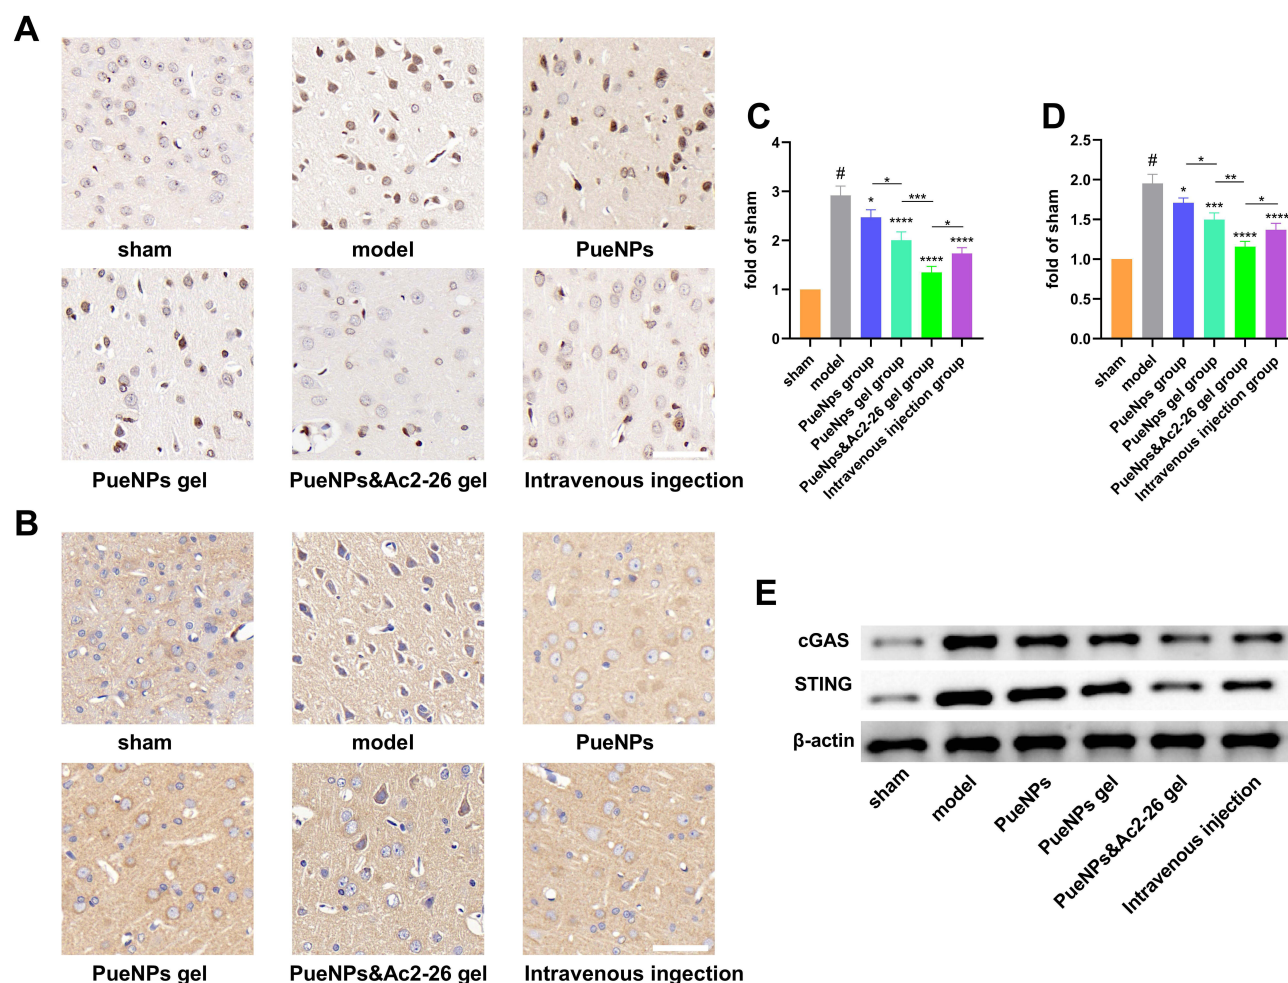 A
sham
model
PueNPs
PueNPs gel
PueNPs&Ac2-26 gel
Intravenous ingection
B
sham
model
PueNPs
PueNPs gel
PueNPs&Ac2-26 gel
Intravenous ingection
C
fold of sham
4
3
2
1
0
#
*
****
****
****
*
***
*
sham
model
PueNps group
PueNps gel group
PueNps&Ac2-26 gel group
Intravenous injection group
D
fold of sham
2.5
2.0
1.5
1.0
0.5
0.0
#
*
***
****
****
*
**
*
sham
model
PueNps group
PueNps gel group
PueNps&Ac2-26 gel group
Intravenous injection group
E
cGAS
STING
β-actin
sham
model
PueNPs
PueNPs gel
PueNPs&Ac2-26 gel
Intravenous injection